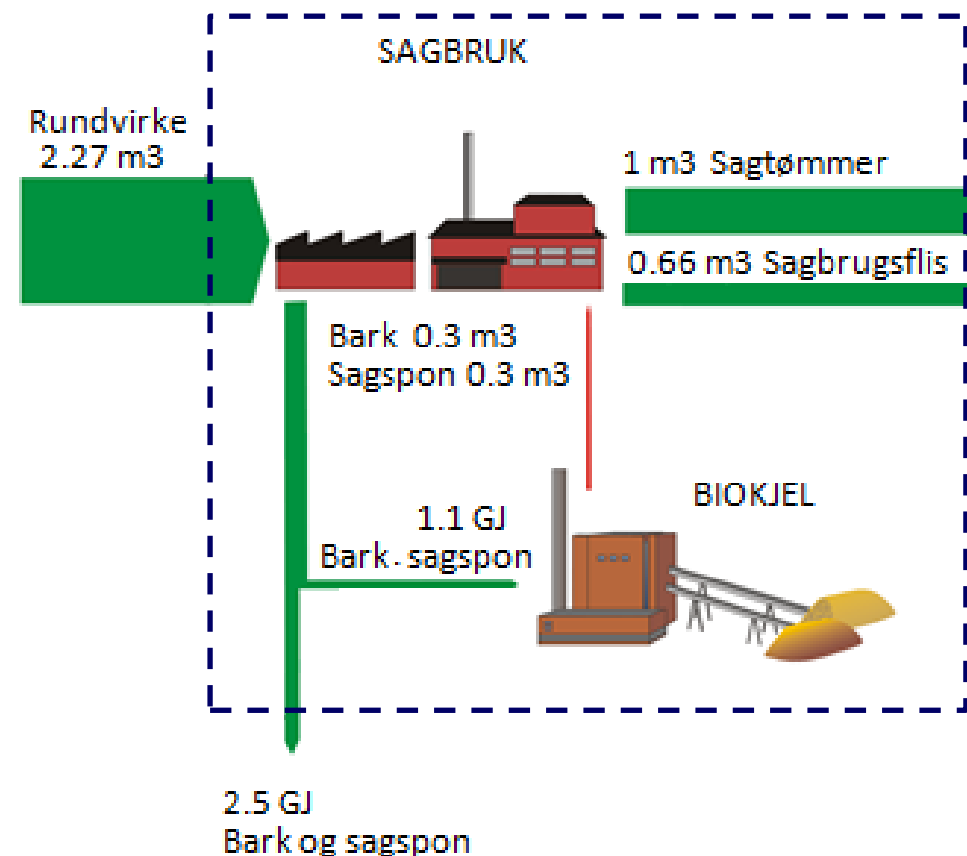 SAGBRUK
Rundvirke
2.27 m3
1 m3 Sagtømmer
0.66 m3 Sagbrugsflis
Bark 0.3 m3
Sagspon 0.3 m3
BIOKJEL
1.1 GJ
Bark - sagspon
2.5 GJ
Bark og sagspon